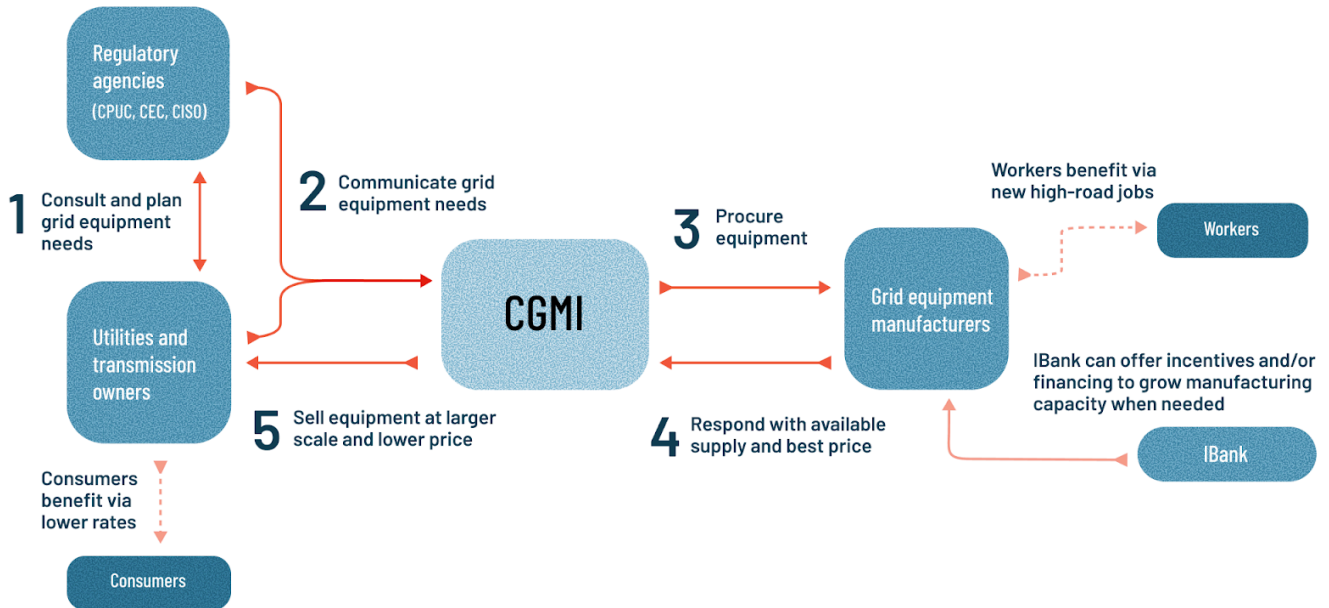 Regulatory
agencies
(CPUC, CEC, CISO)
1
Consult and plan
grid equipment
needs
2
Communicate grid
equipment needs
Utilities and
transmission
owners
CGMI
3
Procure
equipment
Grid equipment
manufacturers
Workers benefit via
new high-road jobs
Workers
4
Respond with available
supply and best price
5
Sell equipment at larger
scale and lower price
IBank can offer incentives and/or
financing to grow manufacturing
capacity when needed
IBank
Consumers
benefit via
lower rates
Consumers